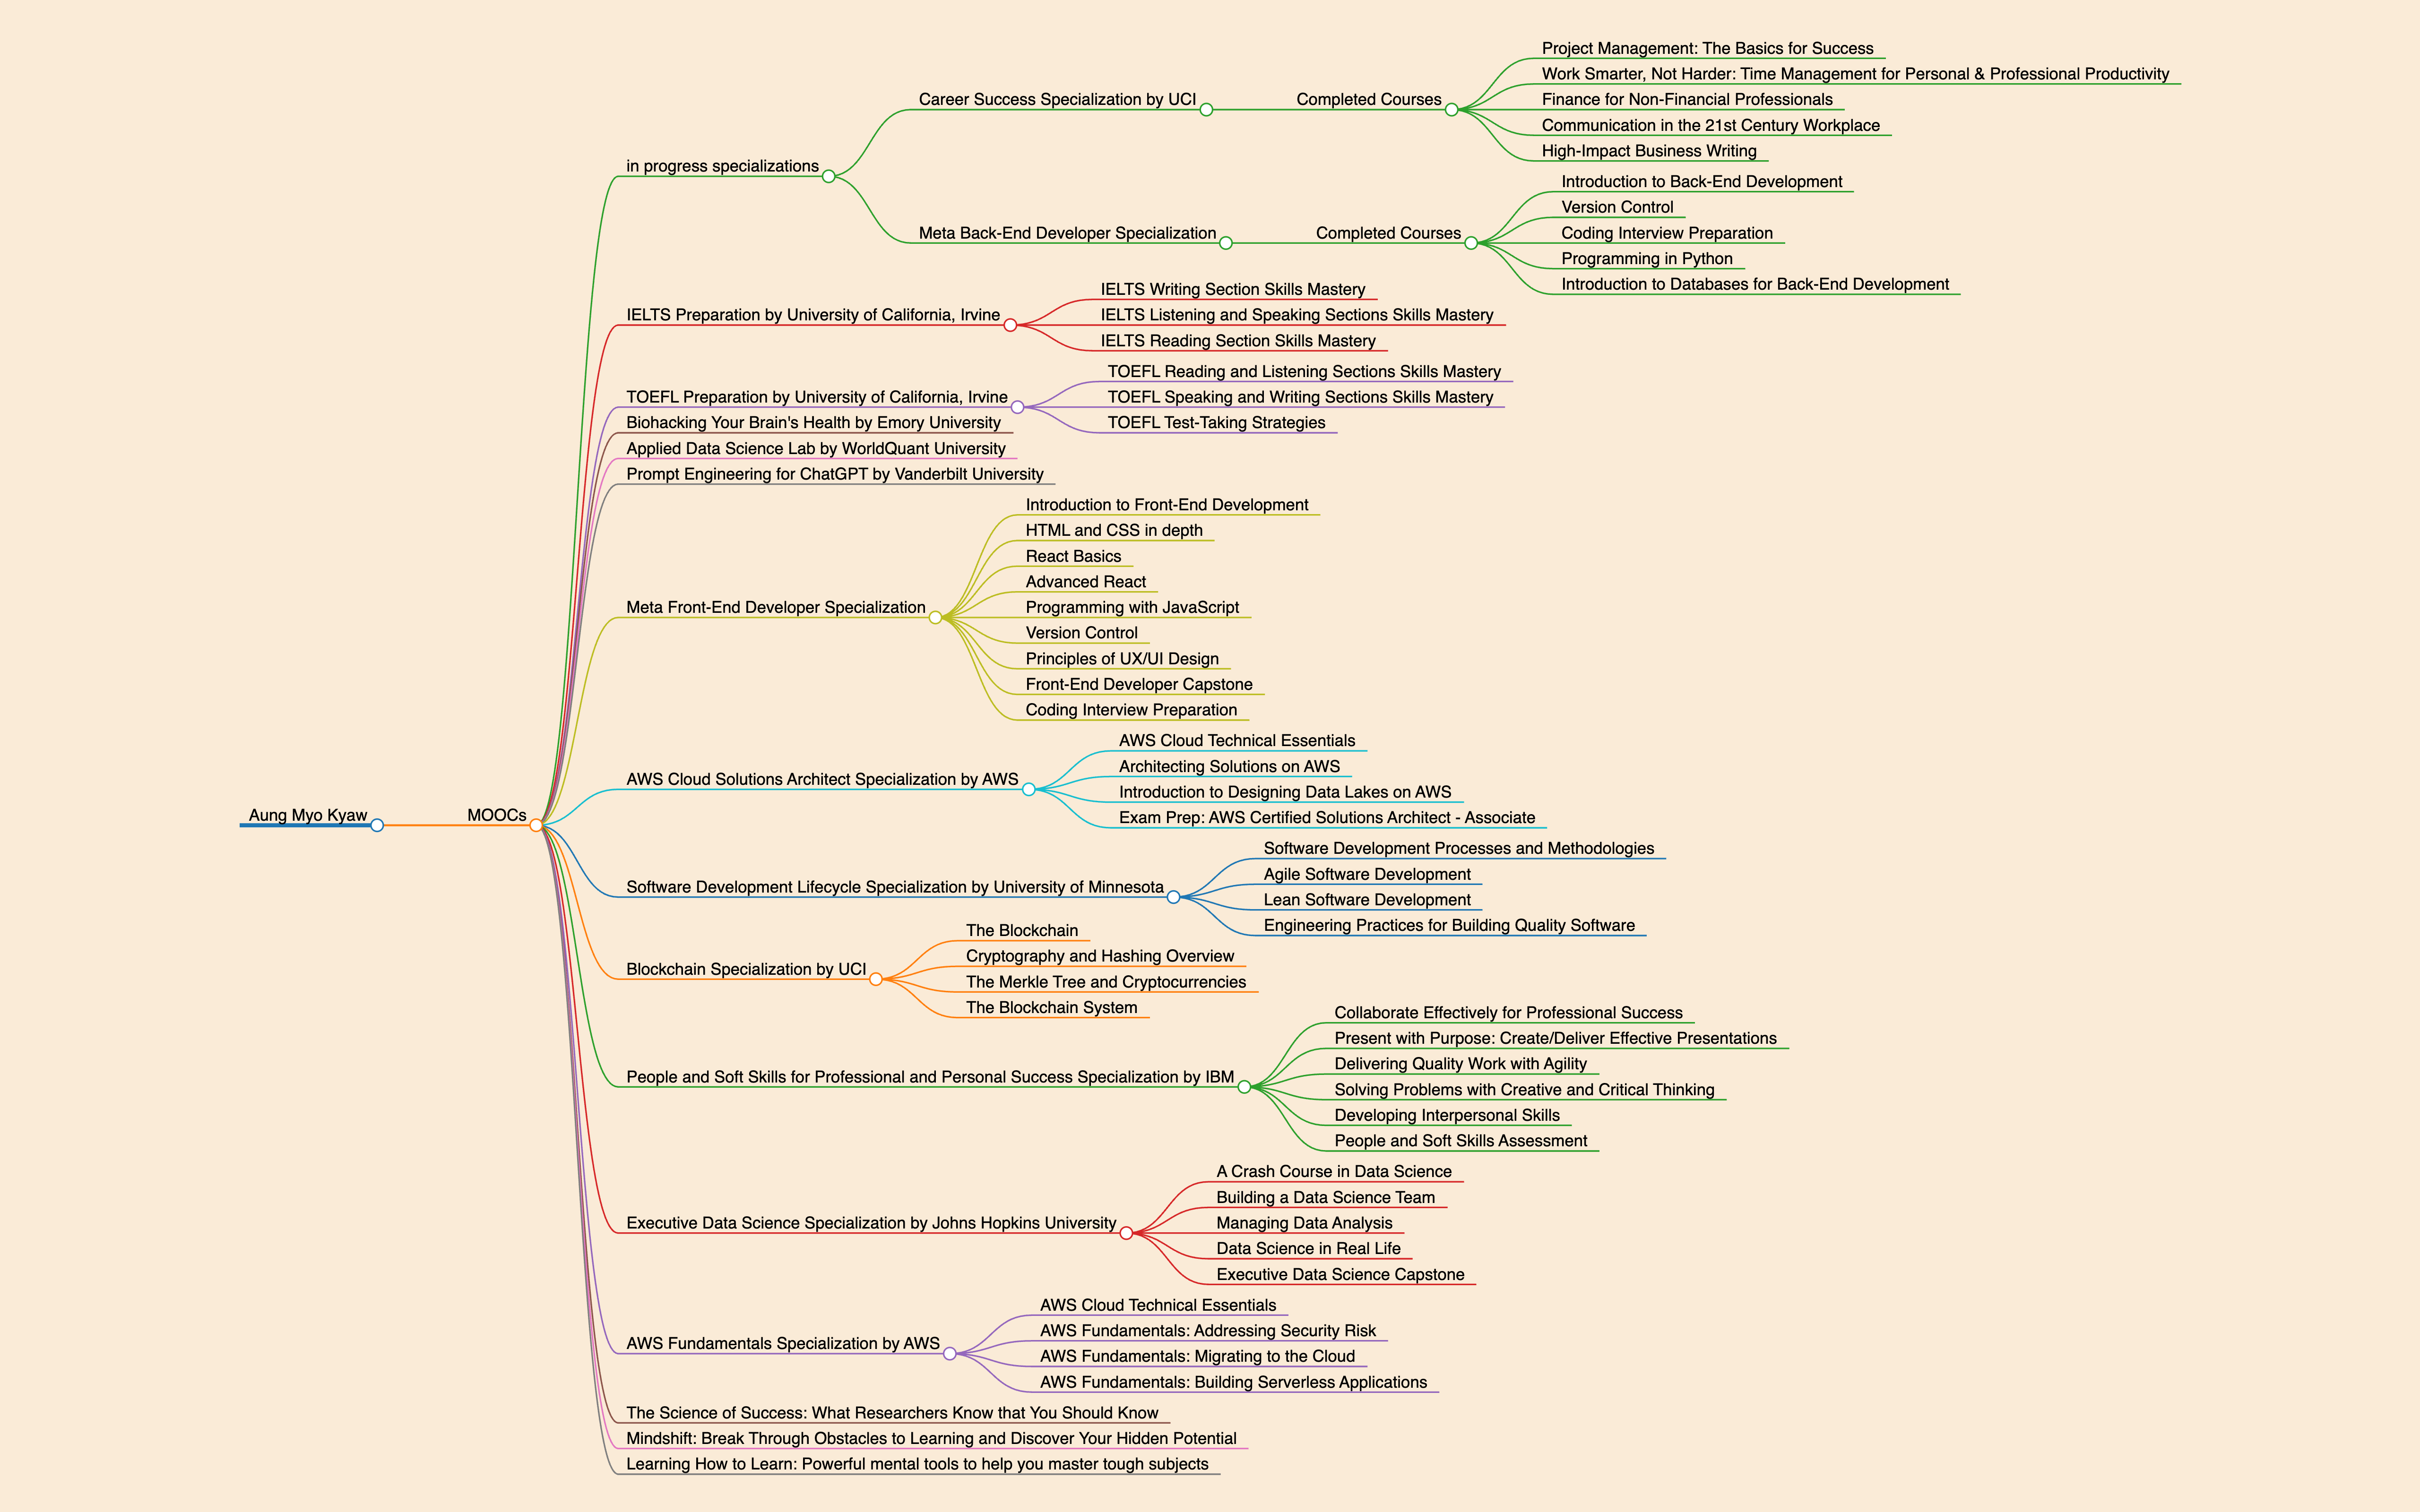 Aung Myo Kyaw
MOOCs
in progress specializations
Career Success Specialization by UCI
Completed Courses
Project Management: The Basics for Success
Work Smarter, Not Harder: Time Management for Personal & Professional Productivity
Finance for Non-Financial Professionals
Communication in the 21st Century Workplace
High-Impact Business Writing
Meta Back-End Developer Specialization
Completed Courses
Introduction to Back-End Development
Version Control
Coding Interview Preparation
Programming in Python
Introduction to Databases for Back-End Development
IELTS Preparation by University of California, Irvine
IELTS Writing Section Skills Mastery
IELTS Listening and Speaking Sections Skills Mastery
IELTS Reading Section Skills Mastery
TOEFL Preparation by University of California, Irvine
TOEFL Reading and Listening Sections Skills Mastery
TOEFL Speaking and Writing Sections Skills Mastery
TOEFL Test-Taking Strategies
Biohacking Your Brain's Health by Emory University
Applied Data Science Lab by WorldQuant University
Prompt Engineering for ChatGPT by Vanderbilt University
Meta Front-End Developer Specialization
Introduction to Front-End Development
HTML and CSS in depth
React Basics
Advanced React
Programming with JavaScript
Version Control
Principles of UX/UI Design
Front-End Developer Capstone
Coding Interview Preparation
AWS Cloud Solutions Architect Specialization by AWS
AWS Cloud Technical Essentials
Architecting Solutions on AWS
Introduction to Designing Data Lakes on AWS
Exam Prep: AWS Certified Solutions Architect - Associate
Software Development Lifecycle Specialization by University of Minnesota
Software Development Processes and Methodologies
Agile Software Development
Lean Software Development
Engineering Practices for Building Quality Software
Blockchain Specialization by UCI
The Blockchain
Cryptography and Hashing Overview
The Merkle Tree and Cryptocurrencies
The Blockchain System
People and Soft Skills for Professional and Personal Success Specialization by IBM
Collaborate Effectively for Professional Success
Present with Purpose: Create/Deliver Effective Presentations
Delivering Quality Work with Agility
Solving Problems with Creative and Critical Thinking
Developing Interpersonal Skills
People and Soft Skills Assessment
Executive Data Science Specialization by Johns Hopkins University
A Crash Course in Data Science
Building a Data Science Team
Managing Data Analysis
Data Science in Real Life
Executive Data Science Capstone
AWS Fundamentals Specialization by AWS
AWS Cloud Technical Essentials
AWS Fundamentals: Addressing Security Risk
AWS Fundamentals: Migrating to the Cloud
AWS Fundamentals: Building Serverless Applications
The Science of Success: What Researchers Know that You Should Know
Mindshift: Break Through Obstacles to Learning and Discover Your Hidden Potential
Learning How to Learn: Powerful mental tools to help you master tough subjects